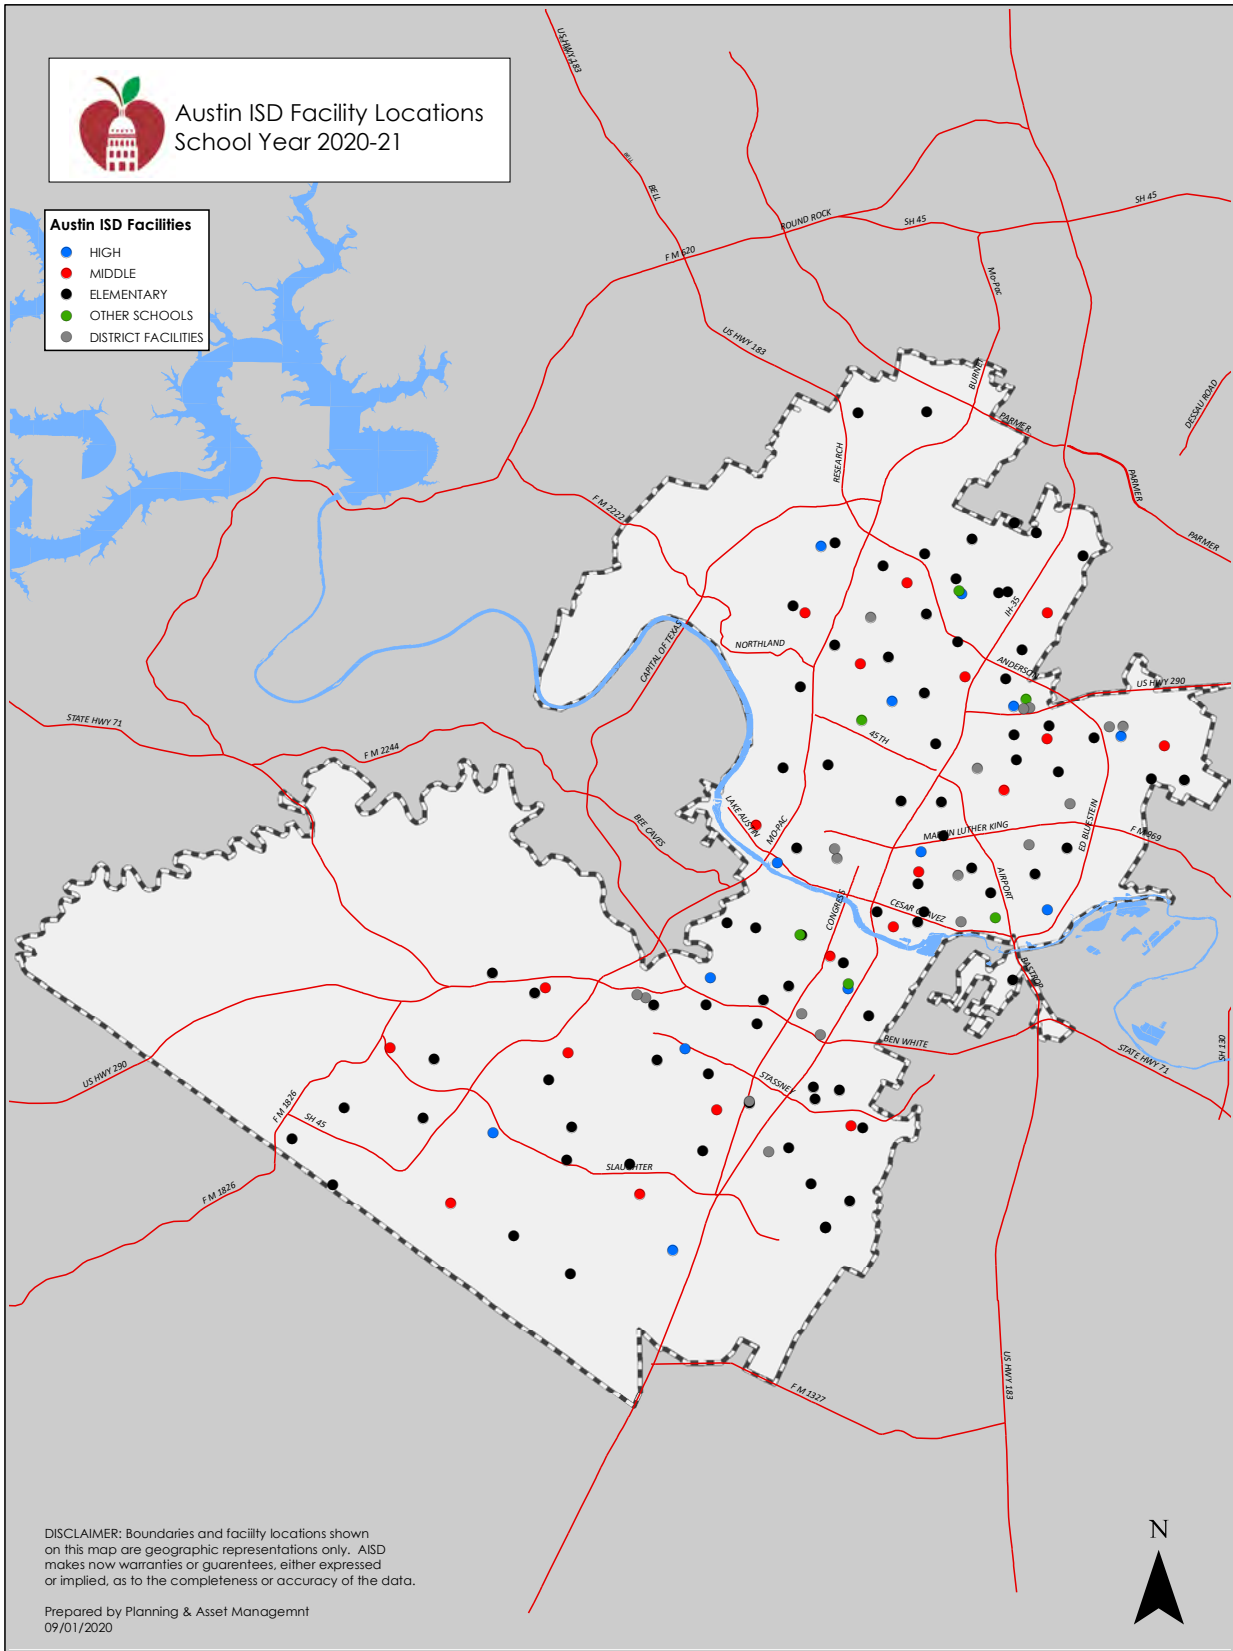 Austin ISD Facility Locations
School Year 2020-21
Austin ISD Facilities
HIGH
MIDDLE
ELEMENTARY
OTHER SCHOOLS
DISTRICT FACILITIES
US HWY 183
BELL
BELL
ROUND ROCK
SH 45
SH 45
F M 620
Mo-Pac
US HWY 183
BURNET
DESSAU ROAD
PARMER
RESEARCH
PARMER
F M 2222
PARMER
IH-35
NORTHLAND
CAPITAL OF TEXAS
ANDERSON
US HWY 290
STATE HWY 71
F M 2244
45TH
LAKE AUSTIN
MO-PAC
BEE CAVES
MARTIN LUTHER KING
ED BLUESTEIN
F M 969
AIRPORT
CONGRESS
CESAR CHAVEZ
BASTROP
BEN WHITE
STATE HWY 71
SH 130
US HWY 290
STASSNEY
F M 1826
SH 45
SLAUGHTER
F M 1826
F M 1327
US HWY 183
DISCLAIMER: Boundaries and faciilty locations shown
on this map are geographic representations only.  AISD
makes now warranties or guarentees, either expressed
or implied, as to the completeness or accuracy of the data.
Prepared by Planning & Asset Managemnt
09/01/2020
N